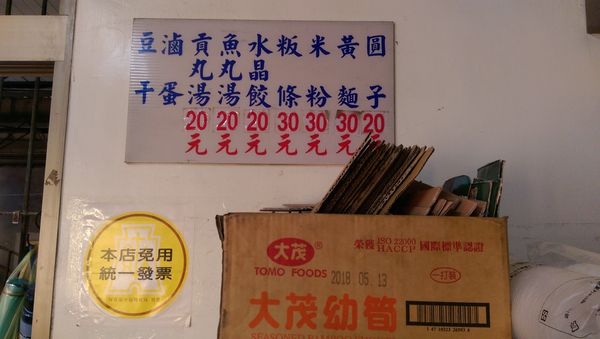 圓子20元
黃麵30元
米粉30元
粄條30元
水晶餃20元
魚丸湯20元
貢丸湯20元
滷蛋
豆干
本店免用
統一發票
大茂®
TOMO FOODS
2018.05.13
榮獲 ISO 22000 HACCP 國際標準認證
一打裝
大茂幼筍